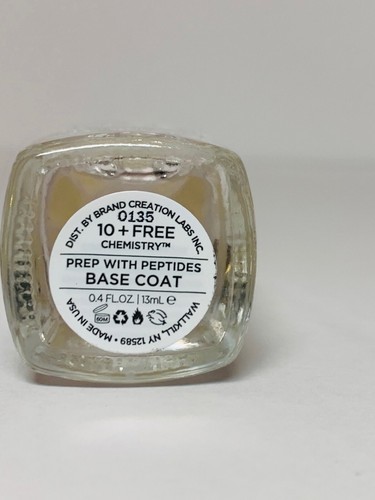 DIST. BY BRAND CREATION LABS INC.
0135
10 + FREE
CHEMISTRY™
PREP WITH PEPTIDES
BASE COAT
0.4 FL.OZ. | 13mL ℮
60M
WALLKILL, NY 12589 • MADE IN USA